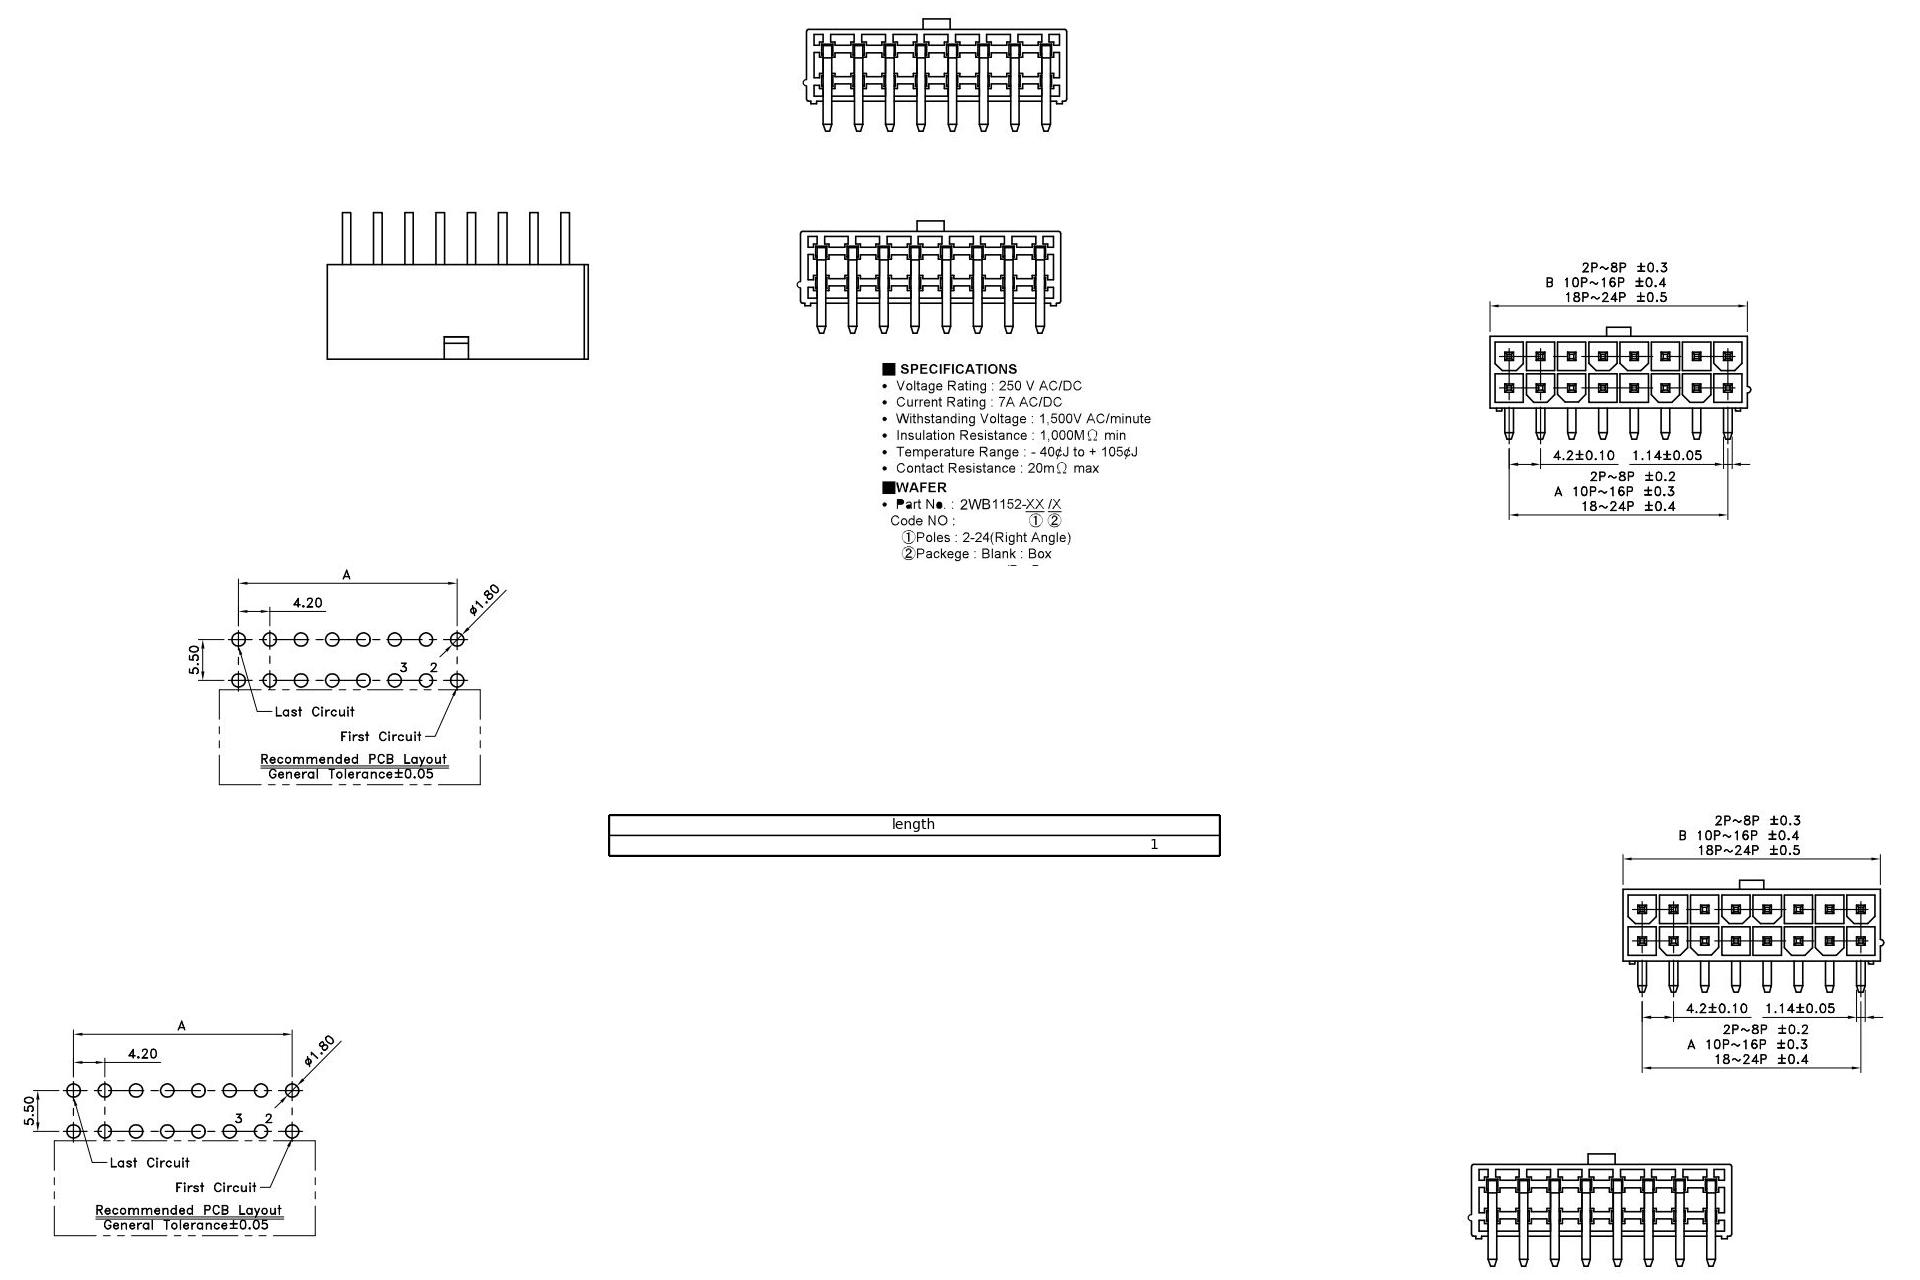 2P~8P ±0.3
B 10P~16P ±0.4
18P~24P ±0.5
4.2±0.10 1.14±0.05
2P~8P ±0.2
A 10P~16P ±0.3
18~24P ±0.4
■ SPECIFICATIONS
• Voltage Rating : 250 V AC/DC
• Current Rating : 7A AC/DC
• Withstanding Voltage : 1,500V AC/minute
• Insulation Resistance : 1,000MΩ min
• Temperature Range : - 40¢J to + 105¢J
• Contact Resistance : 20mΩ max
■WAFER
• Part No. : 2WB1152-XX /X
Code NO : ① ②
①Poles : 2-24(Right Angle)
②Packege : Blank : Box
A
4.20
ø1.80
5.50
3 2
Last Circuit
First Circuit
Recommended PCB Layout
General Tolerance±0.05
length
1
2P~8P ±0.3
B 10P~16P ±0.4
18P~24P ±0.5
4.2±0.10 1.14±0.05
2P~8P ±0.2
A 10P~16P ±0.3
18~24P ±0.4
A
4.20
ø1.80
5.50
3 2
Last Circuit
First Circuit
Recommended PCB Layout
General Tolerance±0.05